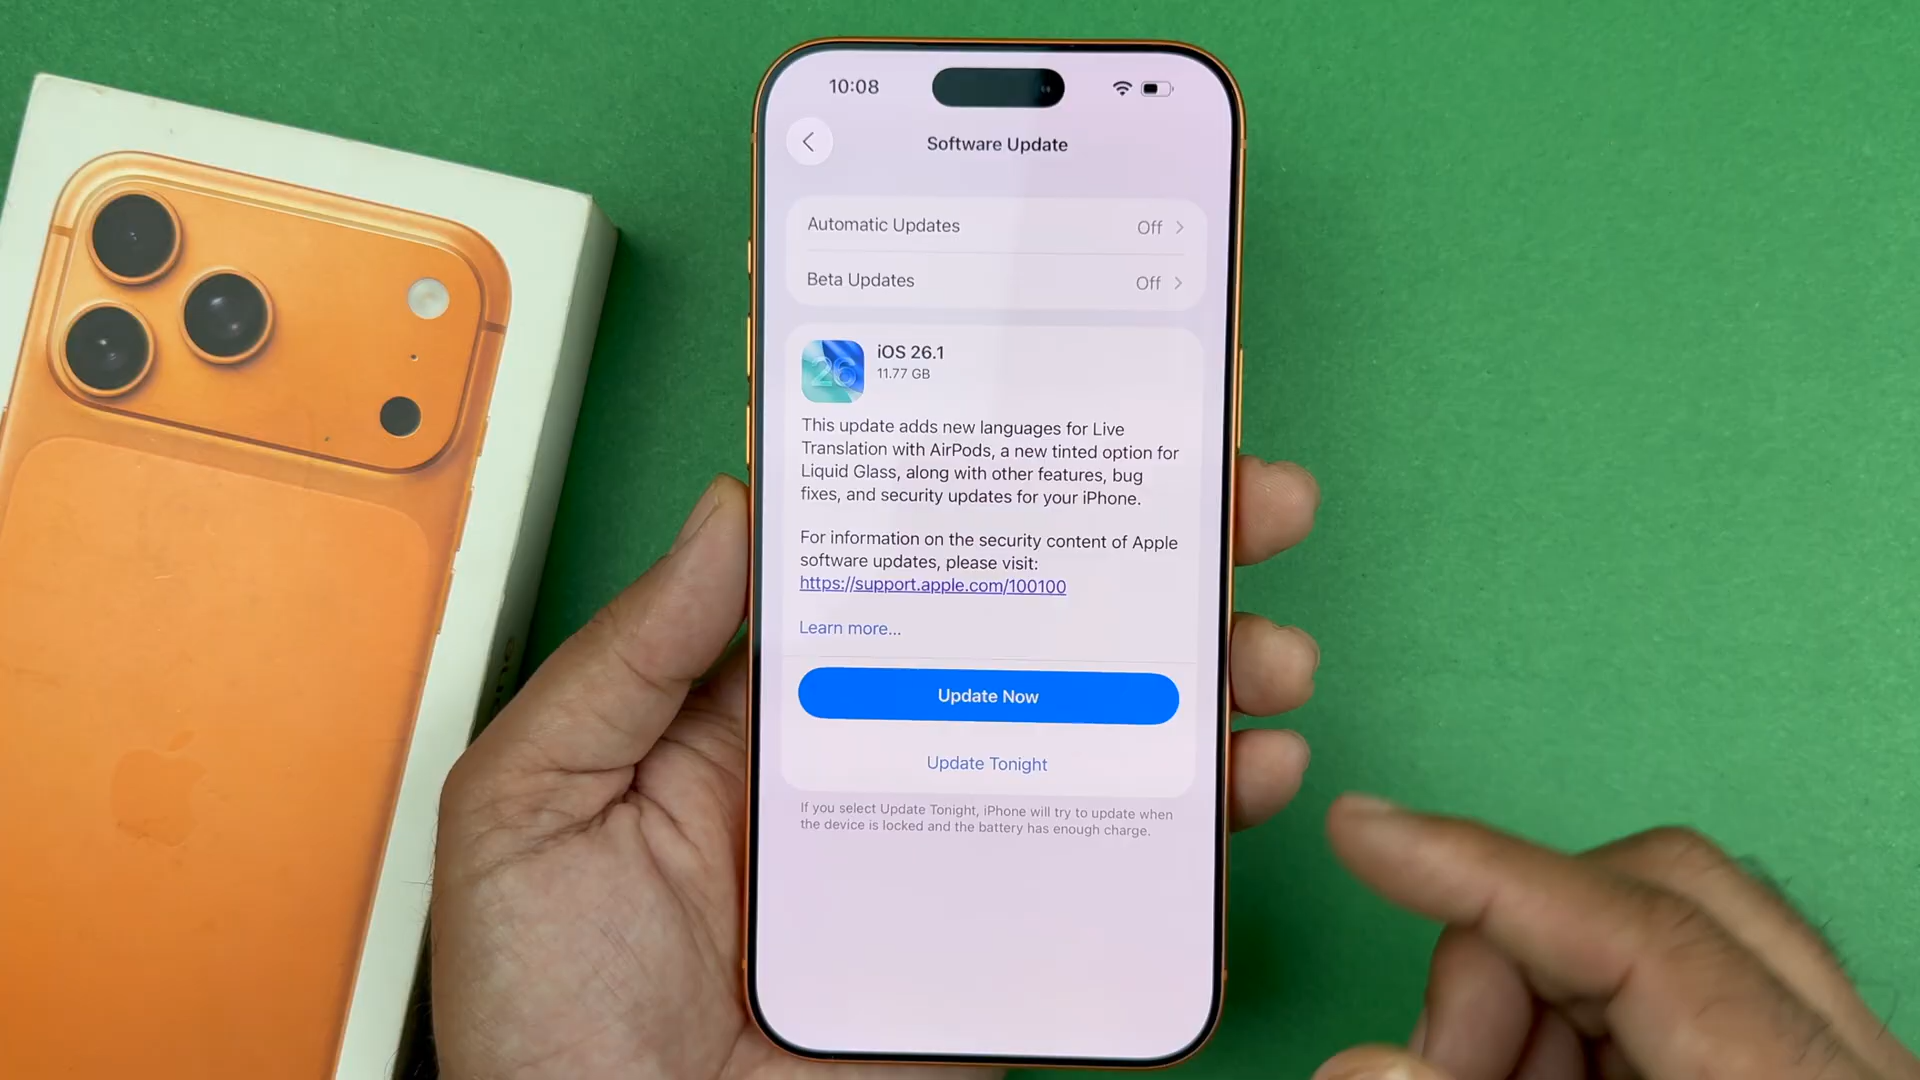 10:08
Software Update
Automatic Updates Off
Beta Updates Off
26
iOS 26.1
11.77 GB
This update adds new languages for Live
Translation with AirPods, a new tinted option for
Liquid Glass, along with other features, bug
fixes, and security updates for your iPhone.
For information on the security content of Apple
software updates, please visit:
https://support.apple.com/100100
Learn more...
Update Now
Update Tonight
If you select Update Tonight, iPhone will try to update when
the device is locked and the battery has enough charge.